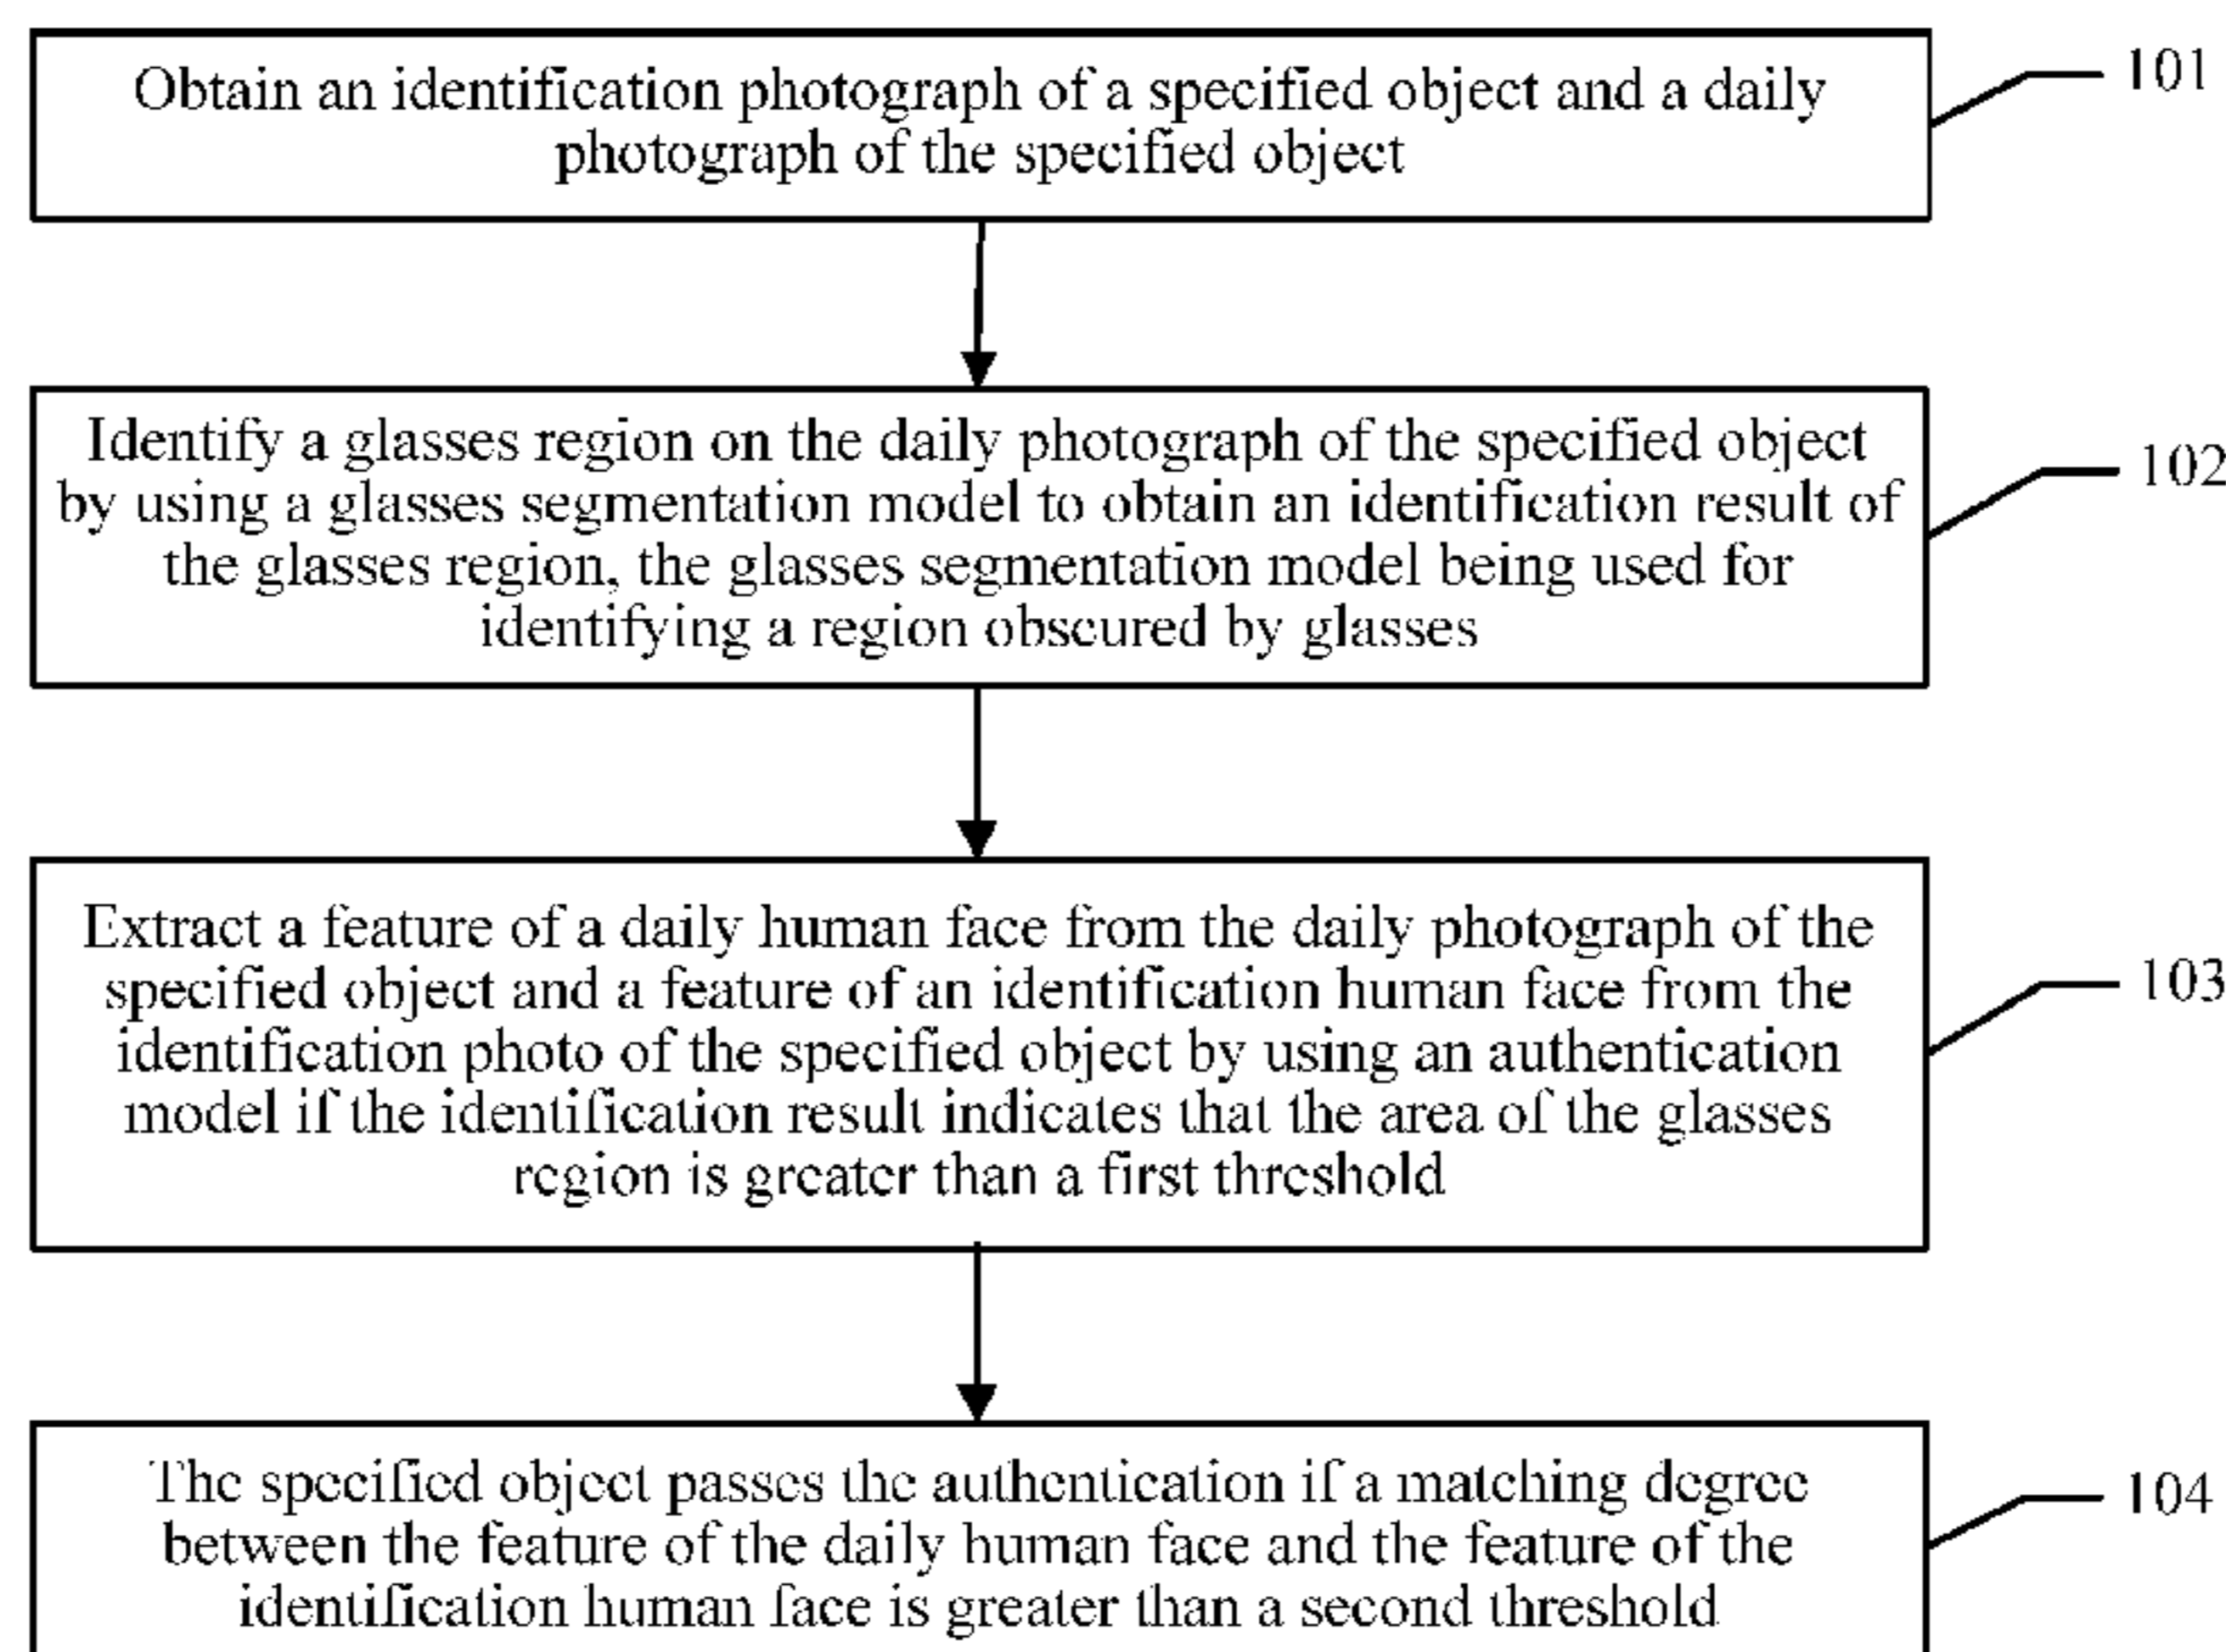 Obtain an identification photograph of a specified object and a daily
photograph of the specified object
101
Identify a glasses region on the daily photograph of the specified object
by using a glasses segmentation model to obtain an identification result of
the glasses region, the glasses segmentation model being used for
identifying a region obscured by glasses
102
Extract a feature of a daily human face from the daily photograph of the
specified object and a feature of an identification human face from the
identification photo of the specified object by using an authentication
model if the identification result indicates that the area of the glasses
region is greater than a first threshold
103
The specified object passes the authentication if a matching degree
between the feature of the daily human face and the feature of the
identification human face is greater than a second threshold
104